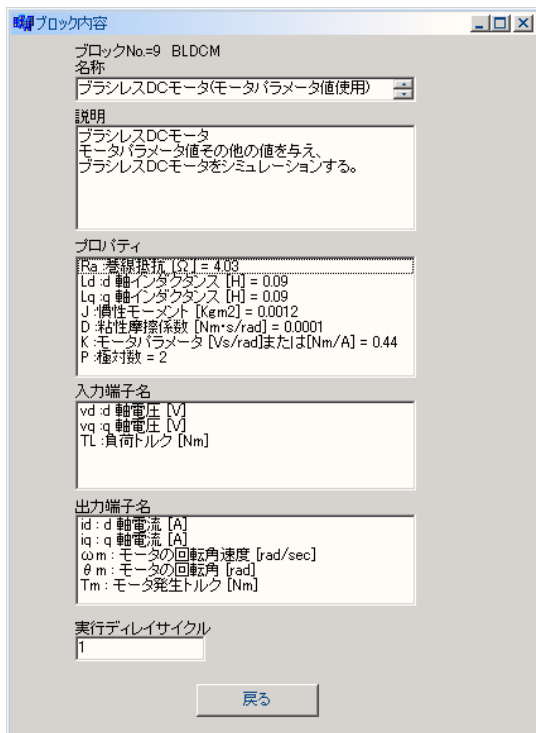 ブロック内容
ブロックNo.=9 BLDCM
名称
ブラシレスDCモータ(モータパラメータ値使用)
説明
ブラシレスDCモータ
モータパラメータ値その他の値を与え、
ブラシレスDCモータをシミュレーションする。
プロパティ
Ra :巻線抵抗 [Ω] = 4.03
Ld :d 軸インダクタンス [H] = 0.09
Lq :q 軸インダクタンス [H] = 0.09
J :慣性モーメント [Kgm2] = 0.0012
D :粘性摩擦係数 [Nm･s/rad] = 0.0001
K :モータパラメータ [Vs/rad]または[Nm/A] = 0.44
P :極対数 = 2
入力端子名
vd :d 軸電圧 [V]
vq :q 軸電圧 [V]
TL :負荷トルク [Nm]
出力端子名
id : d 軸電流 [A]
iq : q 軸電流 [A]
ωm : モータの回転角速度 [rad/sec]
θm : モータの回転角 [rad]
Tm : モータ発生トルク [Nm]
実行ディレイサイクル
1
戻る